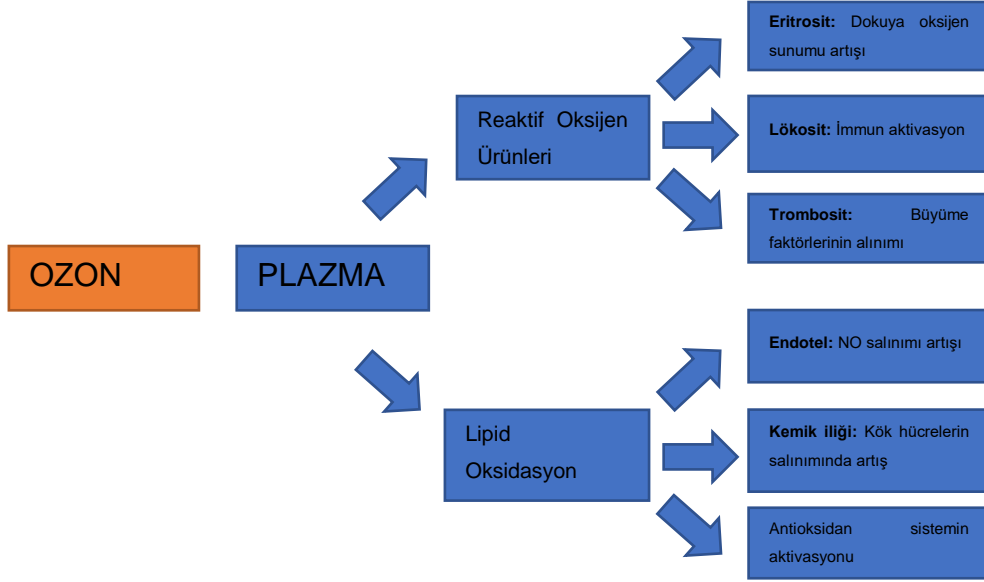 OZON
PLAZMA
Reaktif Oksijen
Ürünleri
Eritrosit: Dokuya oksijen
sunumu artışı
Lökosit: İmmun aktivasyon
Trombosit: Büyüme
faktörlerinin alınımı
Lipid
Oksidasyon
Endotel: NO salınımı artışı
Kemik iliği: Kök hücrelerin
salınımında artış
Antioksidan sistemin
aktivasyonu